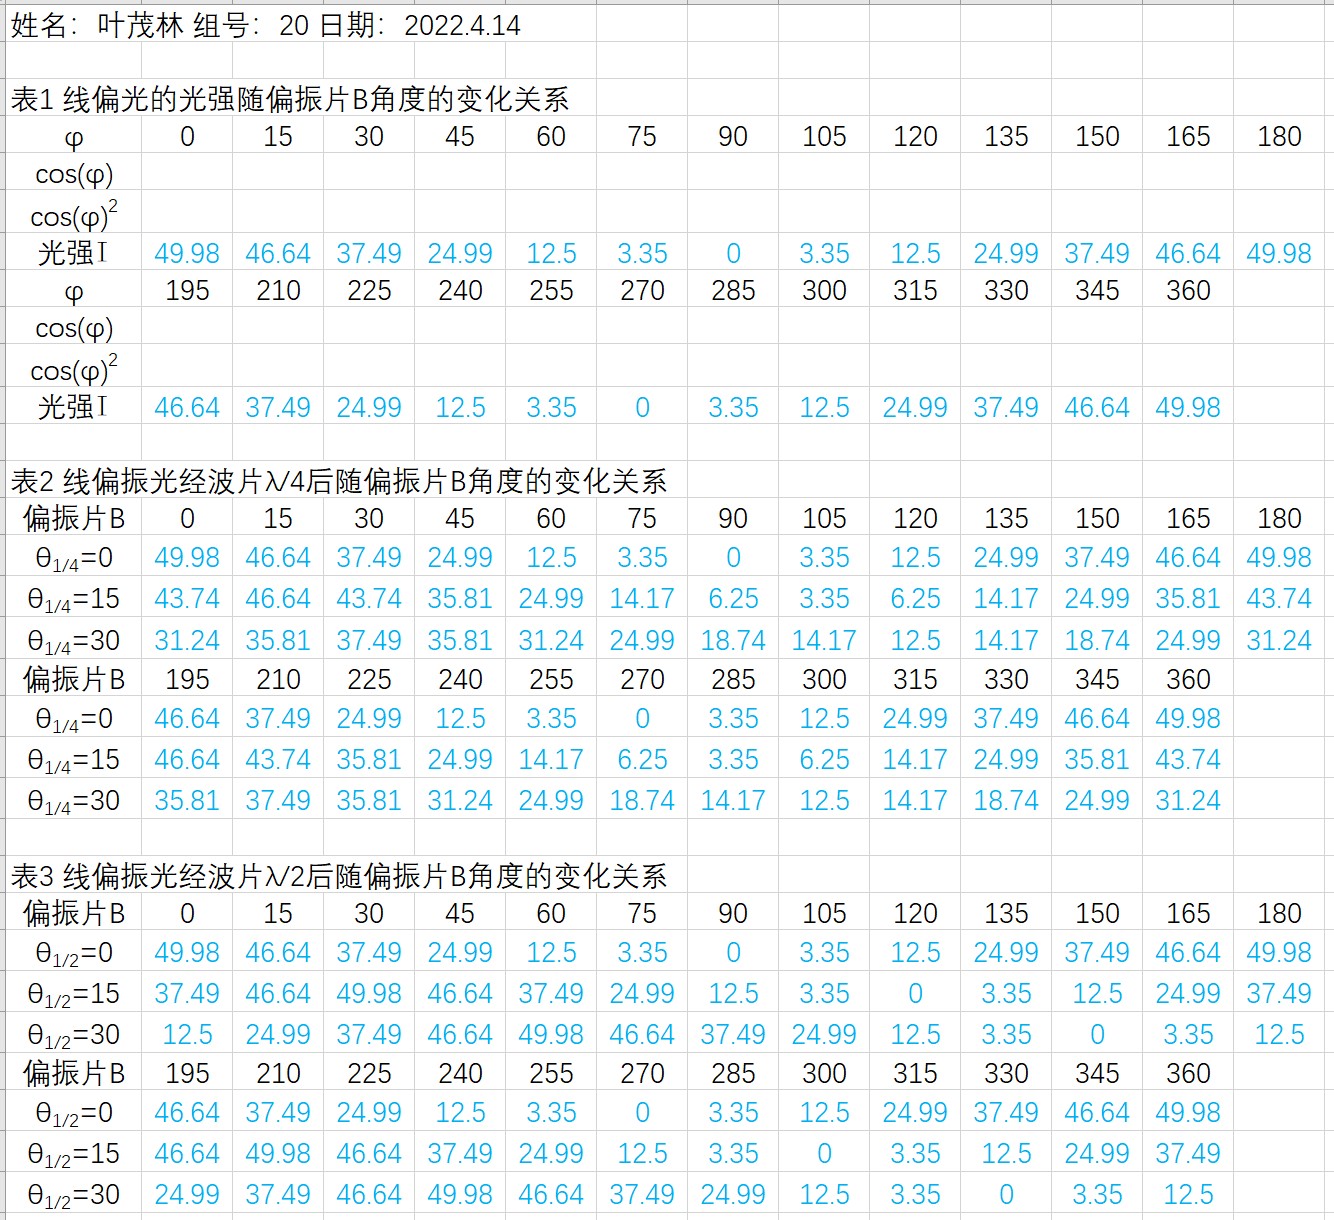 姓名：叶茂林 组号：20 日期：2022.4.14
表1 线偏光的光强随偏振片B角度的变化关系
φ 0 15 30 45 60 75 90 105 120 135 150 165 180
cos(φ)
cos(φ)²
光强I 49.98 46.64 37.49 24.99 12.5 3.35 0 3.35 12.5 24.99 37.49 46.64 49.98
φ 195 210 225 240 255 270 285 300 315 330 345 360
cos(φ)
cos(φ)²
光强I 46.64 37.49 24.99 12.5 3.35 0 3.35 12.5 24.99 37.49 46.64 49.98
表2 线偏振光经波片λ/4后随偏振片B角度的变化关系
偏振片B 0 15 30 45 60 75 90 105 120 135 150 165 180
θ1/4=0 49.98 46.64 37.49 24.99 12.5 3.35 0 3.35 12.5 24.99 37.49 46.64 49.98
θ1/4=15 43.74 46.64 43.74 35.81 24.99 14.17 6.25 3.35 6.25 14.17 24.99 35.81 43.74
θ1/4=30 31.24 35.81 37.49 35.81 31.24 24.99 18.74 14.17 12.5 14.17 18.74 24.99 31.24
偏振片B 195 210 225 240 255 270 285 300 315 330 345 360
θ1/4=0 46.64 37.49 24.99 12.5 3.35 0 3.35 12.5 24.99 37.49 46.64 49.98
θ1/4=15 46.64 43.74 35.81 24.99 14.17 6.25 3.35 6.25 14.17 24.99 35.81 43.74
θ1/4=30 35.81 37.49 35.81 31.24 24.99 18.74 14.17 12.5 14.17 18.74 24.99 31.24
表3 线偏振光经波片λ/2后随偏振片B角度的变化关系
偏振片B 0 15 30 45 60 75 90 105 120 135 150 165 180
θ1/2=0 49.98 46.64 37.49 24.99 12.5 3.35 0 3.35 12.5 24.99 37.49 46.64 49.98
θ1/2=15 37.49 46.64 49.98 46.64 37.49 24.99 12.5 3.35 0 3.35 12.5 24.99 37.49
θ1/2=30 12.5 24.99 37.49 46.64 49.98 46.64 37.49 24.99 12.5 3.35 0 3.35 12.5
偏振片B 195 210 225 240 255 270 285 300 315 330 345 360
θ1/2=0 46.64 37.49 24.99 12.5 3.35 0 3.35 12.5 24.99 37.49 46.64 49.98
θ1/2=15 46.64 49.98 46.64 37.49 24.99 12.5 3.35 0 3.35 12.5 24.99 37.49
θ1/2=30 24.99 37.49 46.64 49.98 46.64 37.49 24.99 12.5 3.35 0 3.35 12.5